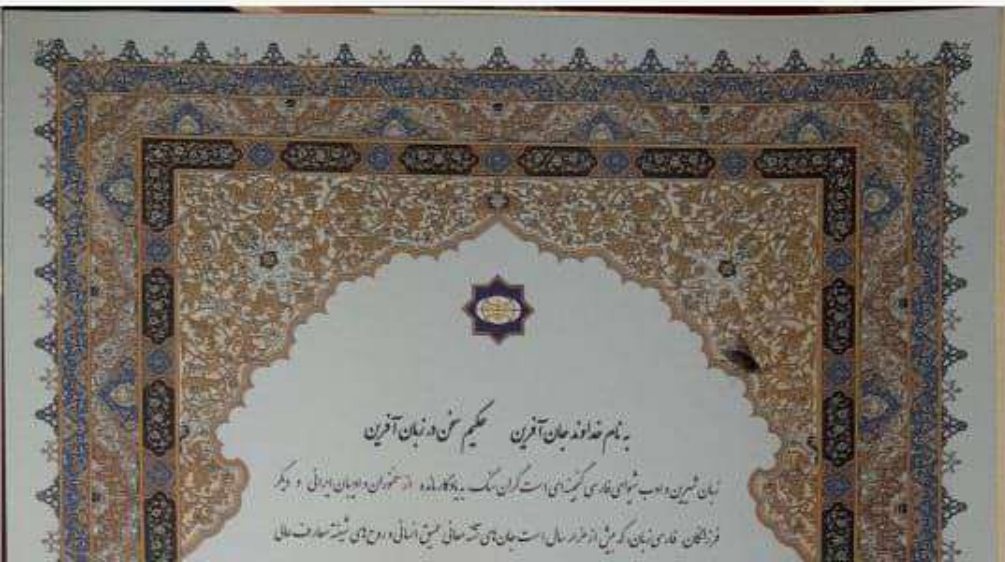 به نام خداوند جان آفرین حکیم سخن در زبان آفرین
زبان شیرین و ادب شیوای فارسی گنجینه‌ای است گران سنگ به یادگار مانده از سخنوران و ادیبان ایرانی و دیگر
فرزانگان فارسی زبان، که بیش از هزار سال است جان های تشنه معانی عمیق انسانی و روح های شیفته معارف عالی